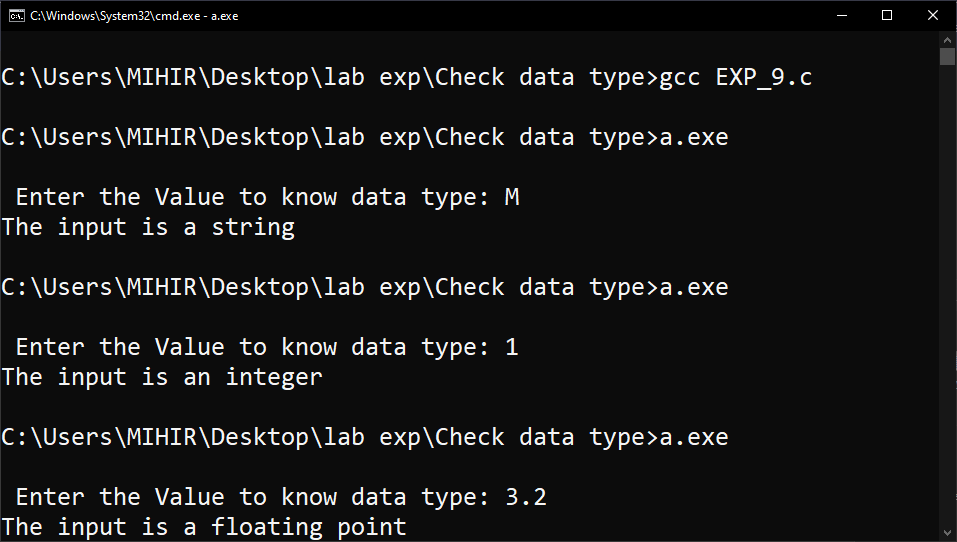 C:\Windows\System32\cmd.exe - a.exe
C:\Users\MIHIR\Desktop\lab exp\Check data type>gcc EXP_9.c
C:\Users\MIHIR\Desktop\lab exp\Check data type>a.exe
Enter the Value to know data type: M
The input is a string
C:\Users\MIHIR\Desktop\lab exp\Check data type>a.exe
Enter the Value to know data type: 1
The input is an integer
C:\Users\MIHIR\Desktop\lab exp\Check data type>a.exe
Enter the Value to know data type: 3.2
The input is a floating point